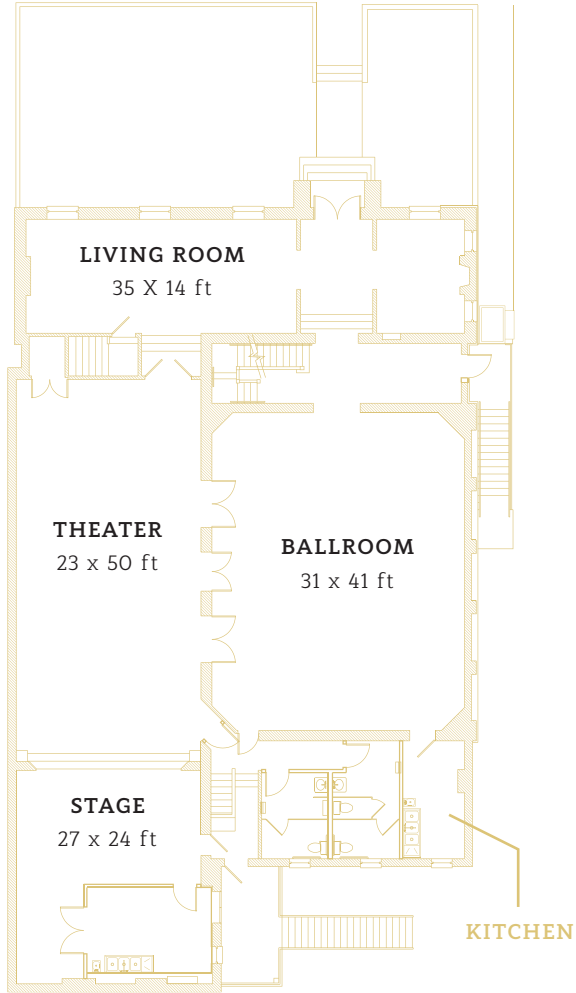 LIVING ROOM
35 X 14 ft
THEATER
23 x 50 ft
BALLROOM
31 x 41 ft
STAGE
27 x 24 ft
KITCHEN